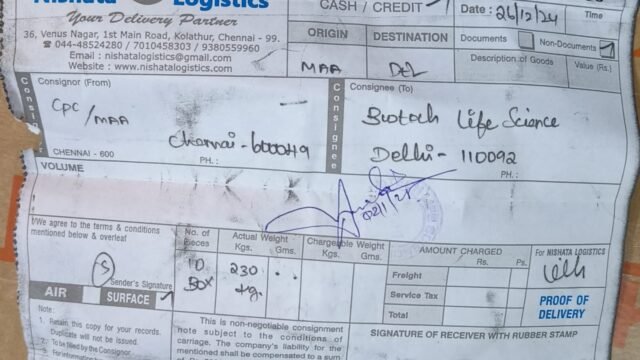 Nishata Logistics
Your Delivery Partner
36, Venus Nagar, 1st Main Road, Kolathur, Chennai - 99.
044-48524280 / 7010458303 / 9380559960
Email : nishatalogistics@gmail.com
Website : www.nishatalogistics.com
CASH / CREDIT
Date : 26/12/24
Time
ORIGIN DESTINATION
MAA DEL
Documents Non-Documents
Description of Goods Value (Rs.)
Consignor (From)
CPC / MAA
Chennai - 600049
CHENNAI - 600 PH. :
Consignor
Consignee
Consignee (To)
Biotech Life Science
Delhi - 110092
PH. :
VOLUME
I/We agree to the terms & conditions
mentioned below & overleaf
Sender's Signature
AIR SURFACE
No. of Pieces
Actual Weight
Kgs. Gms.
Chargeable Weight
Kgs. Gms.
10 BOX
230 kg.
AMOUNT CHARGED
Rs. Ps.
Freight
Service Tax
Total
For NISHATA LOGISTICS
PROOF OF
DELIVERY
Note :
1. Retain this copy for your records.
Duplicate will not be issued.
2. To be filled by the Consignor
3. For information
This is non-negotiable consignment
note subject to the conditions of
carriage. The company's liability for
mentioned shall be compensated to a sum
SIGNATURE OF RECEIVER WITH RUBBER STAMP